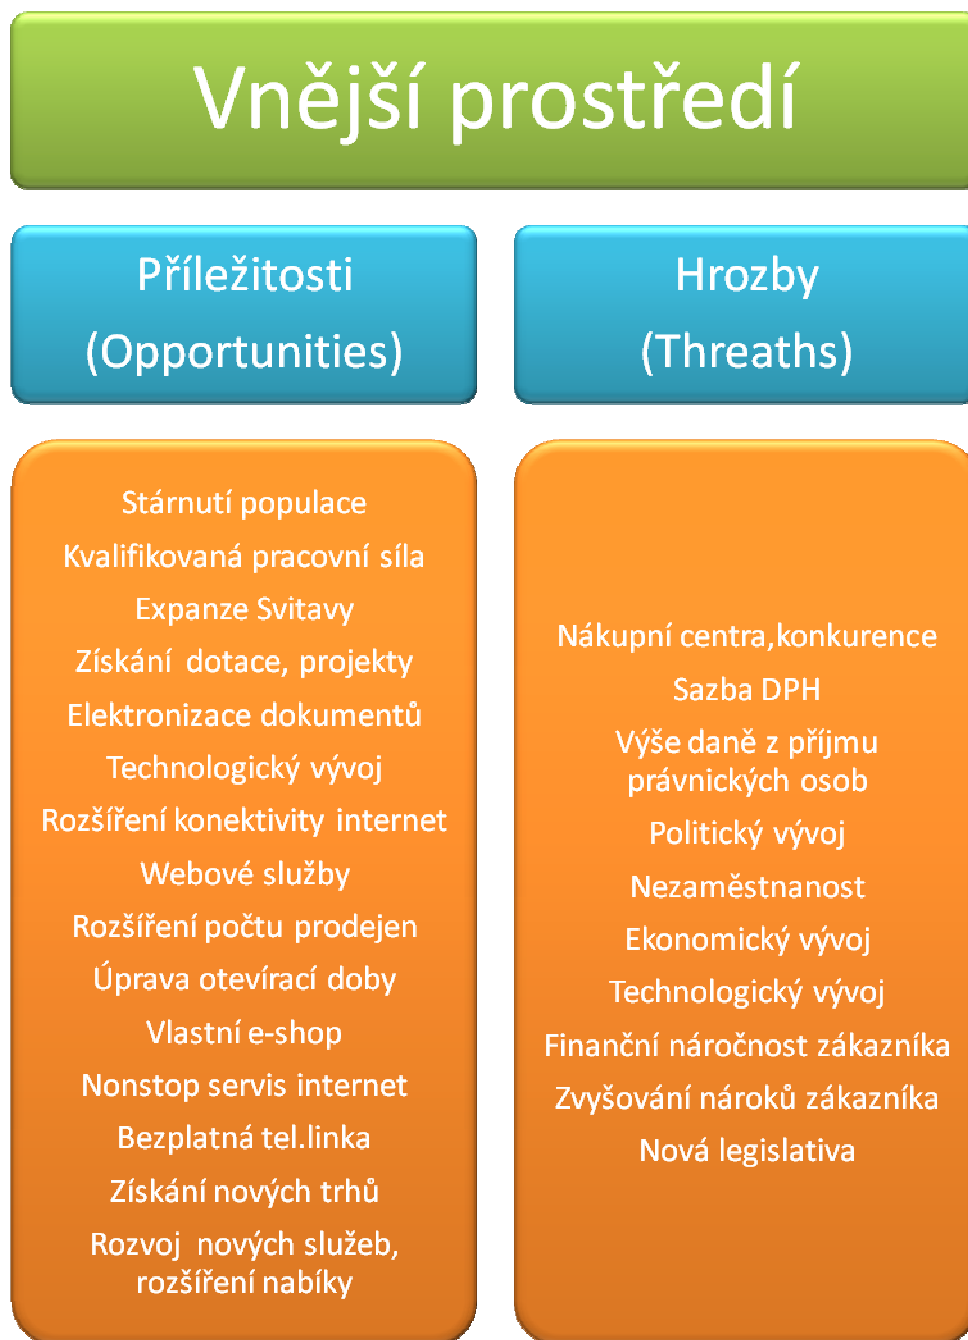 Vnější prostředí
Příležitosti
(Opportunities)
Stárnutí populace
Kvalifikovaná pracovní síla
Expanze Svitavy
Získání dotace, projekty
Elektronizace dokumentů
Technologický vývoj
Rozšíření konektivity internet
Webové služby
Rozšíření počtu prodejen
Úprava otevírací doby
Vlastní e-shop
Nonstop servis internet
Bezplatná tel.linka
Získání nových trhů
Rozvoj nových služeb,
rozšíření nabíky
Hrozby
(Threaths)
Nákupní centra,konkurence
Sazba DPH
Výše daně z příjmu
právnických osob
Politický vývoj
Nezaměstnanost
Ekonomický vývoj
Technologický vývoj
Finanční náročnost zákazníka
Zvyšování nároků zákazníka
Nová legislativa